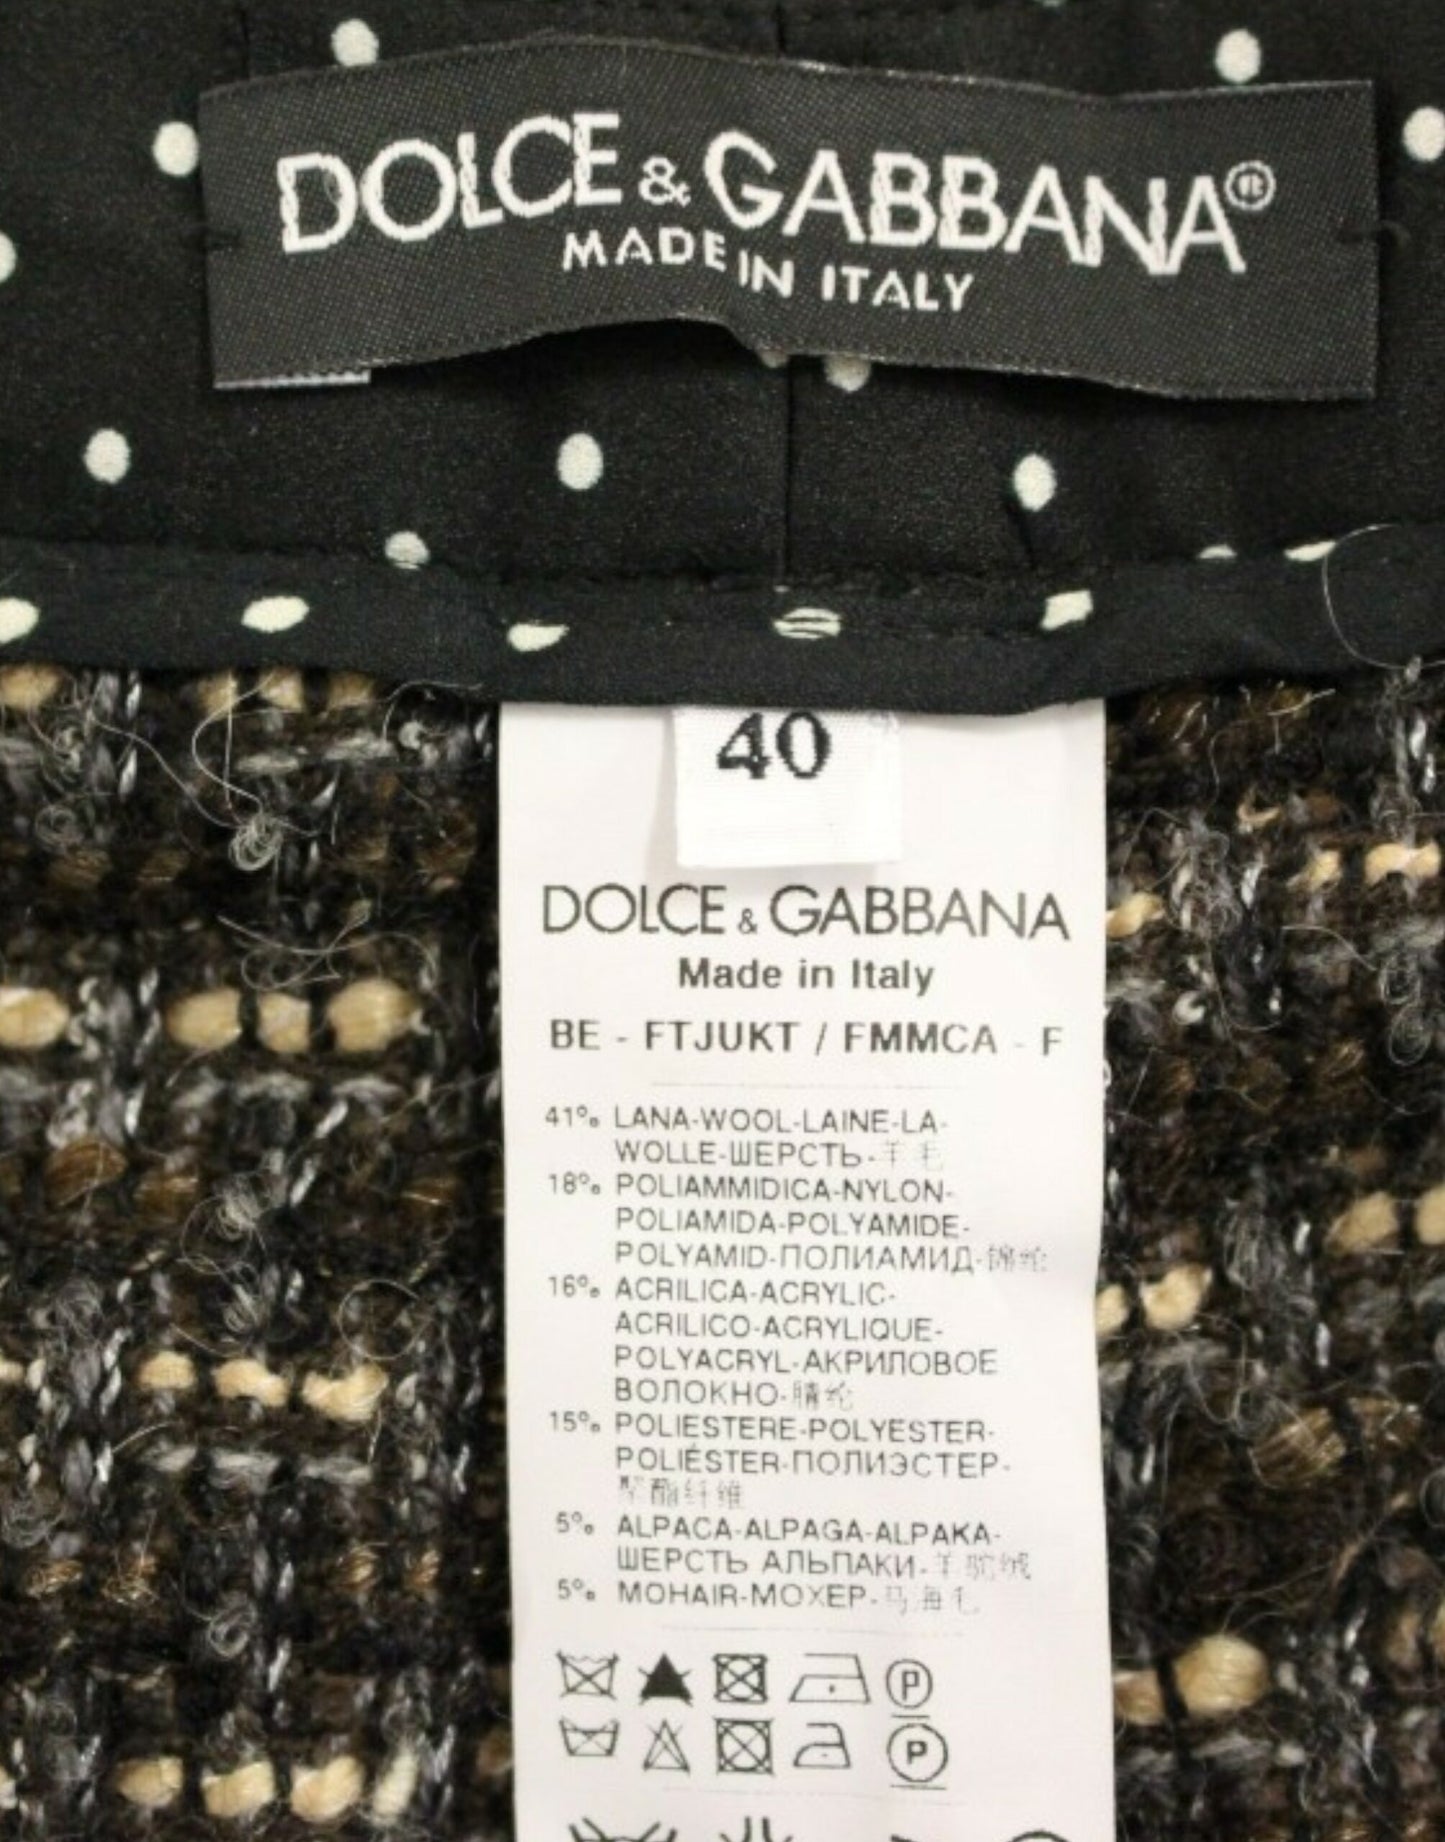 DOLCE & GABBANA®
MADE IN ITALY
40
DOLCE & GABBANA
Made in Italy
BE - FTJUKT / FMMCA - F
41% LANA-WOOL-LAINE-LA-
WOLLE-ШЕРСТЬ-羊毛
18% POLIAMMIDICA-NYLON-
POLIAMIDA-POLYAMIDE-
POLYAMID-ПОЛИАМИД-锦纶
16% ACRILICA-ACRYLIC-
ACRILICO-ACRYLIQUE-
POLYACRYL-АКРИЛОВОЕ
ВОЛОКНО-腈纶
15% POLIESTERE-POLYESTER-
POLIÉSTER-ПОЛИЭСТЕР-
聚酯纤维
5% ALPACA-ALPAGA-ALPAKA-
ШЕРСТЬ АЛЬПАКИ-羊驼绒
5% MOHAIR-МОХЕР-马海毛
P
P